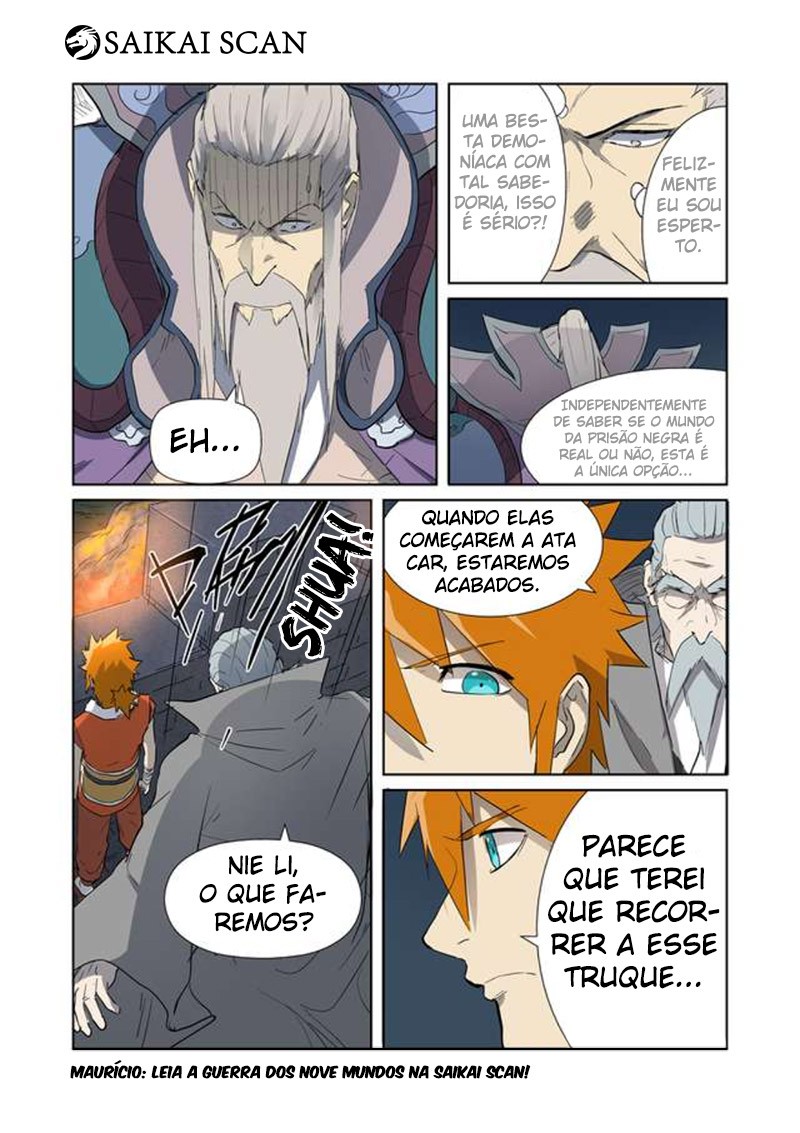 SAIKAI SCAN
EH...
UMA BES-
TA DEMO-
NÍACA COM
TAL SABE-
DORIA, ISSO
É SÉRIO?!
FELIZ-
MENTE
EU SOU
ESPER-
TO.
INDEPENDENTEMENTE
DE SABER SE O MUNDO
DA PRISÃO NEGRA É
REAL OU NÃO, ESTA É
A ÚNICA OPÇÃO...
SHUA!
NIE LI,
O QUE FA-
REMOS?
QUANDO ELAS
COMEÇAREM A ATA
CAR, ESTAREMOS
ACABADOS.
PARECE
QUE TEREI
QUE RECOR-
RER A ESSE
TRUQUE...
MAURÍCIO: LEIA A GUERRA DOS NOVE MUNDOS NA SAIKAI SCAN!